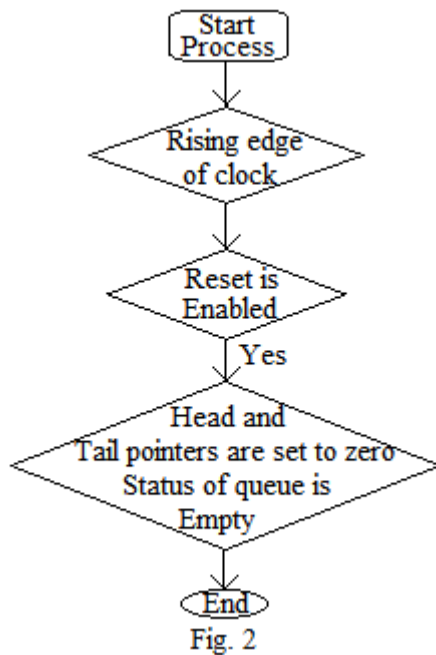 Start
Process
Rising edge
of clock
Reset is
Enabled
Yes
Head and
Tail pointers are set to zero
Status of queue is
Empty
End
Fig. 2